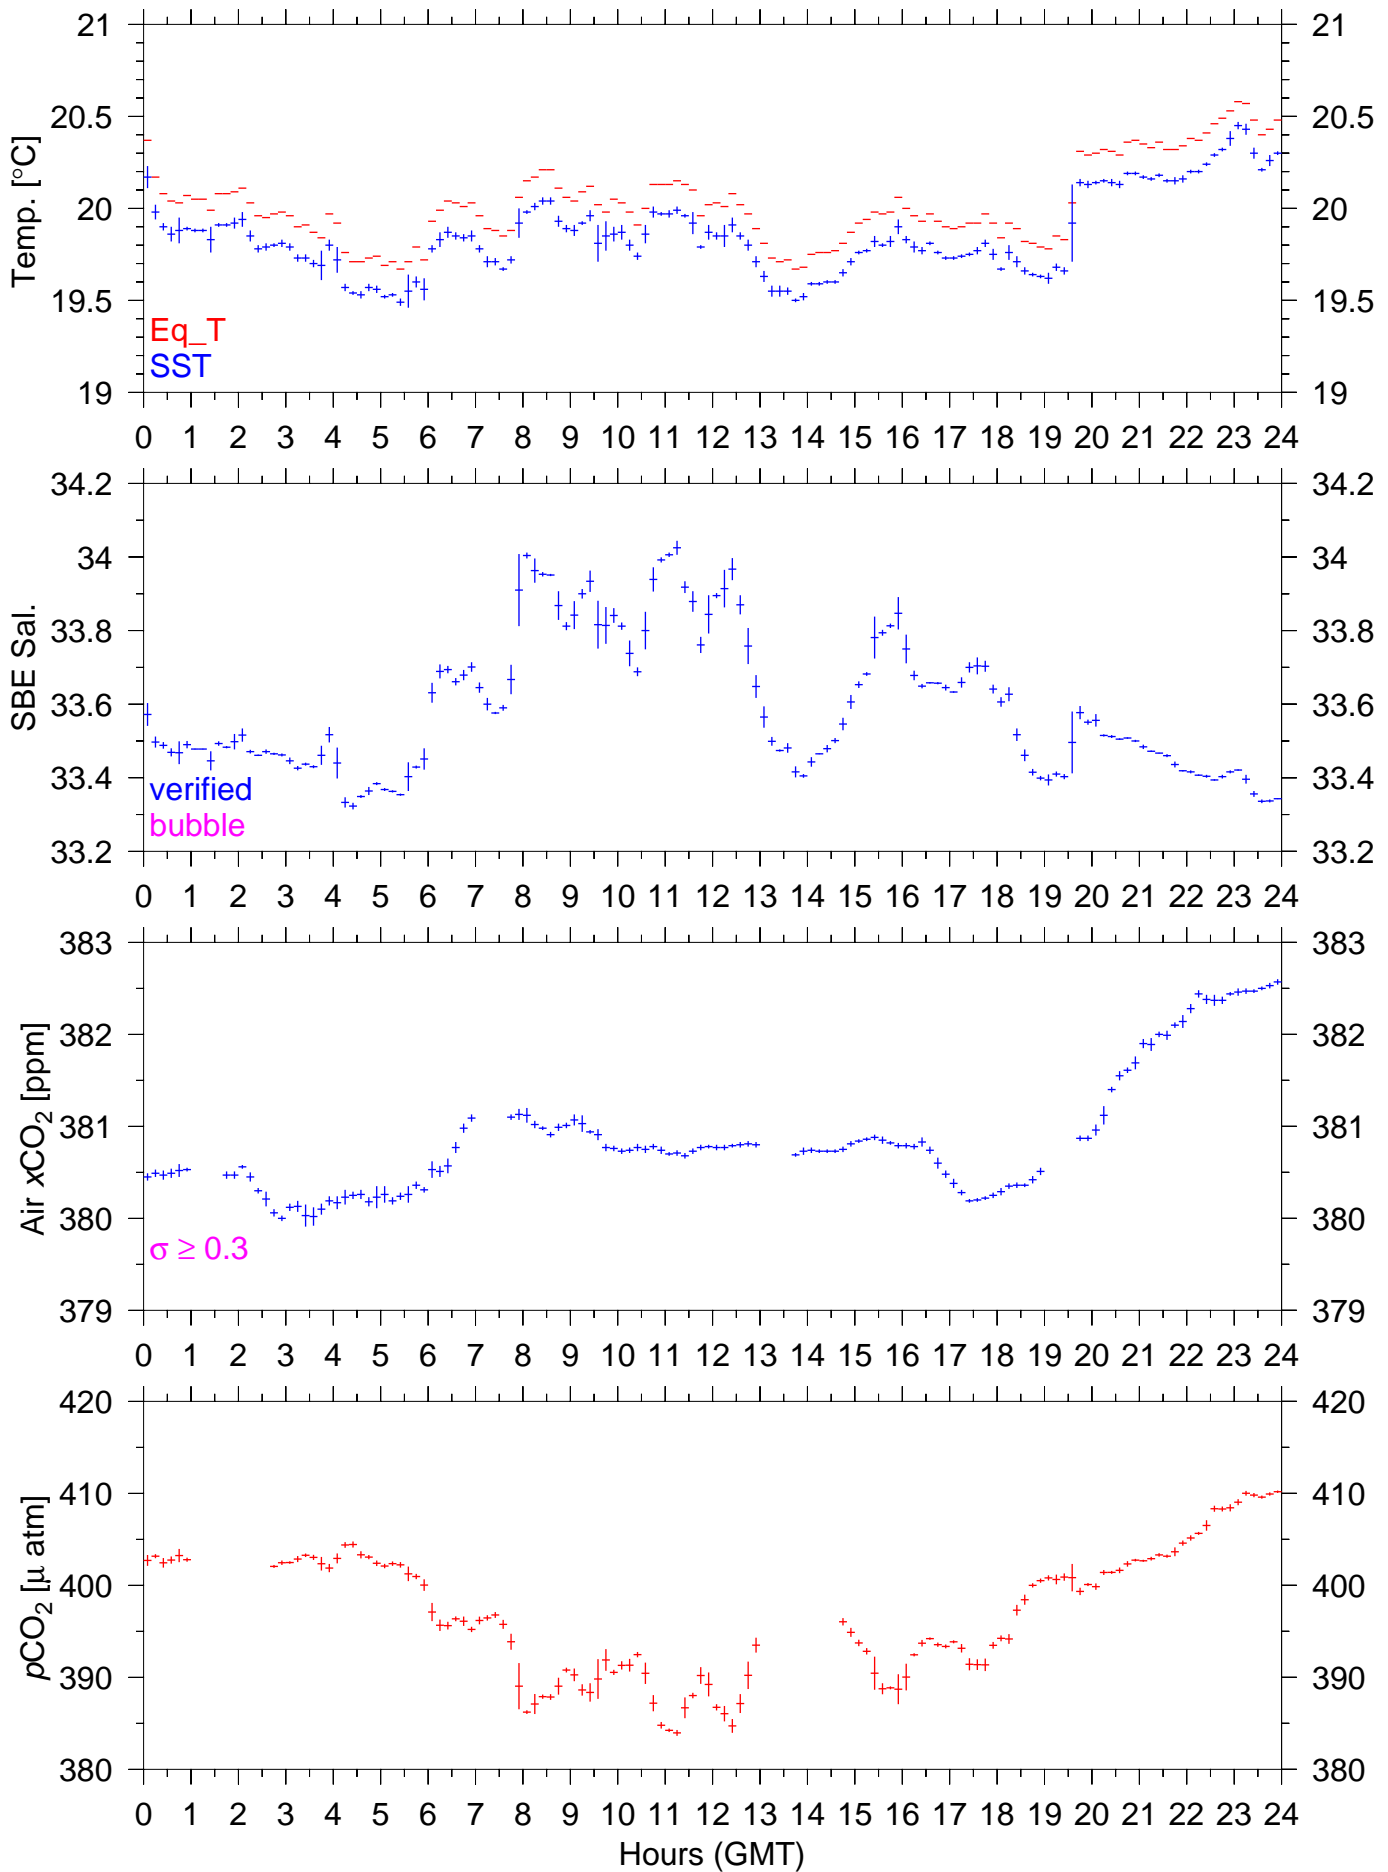 21 21
20.5 20.5
20 20
19.5 19.5
19 19
Temp. [°C]
Eq_T
SST
0 1 2 3 4 5 6 7 8 9 10 11 12 13 14 15 16 17 18 19 20 21 22 23 24
34.2 34.2
34 34
33.8 33.8
33.6 33.6
33.4 33.4
33.2 33.2
SBE Sal.
verified
bubble
0 1 2 3 4 5 6 7 8 9 10 11 12 13 14 15 16 17 18 19 20 21 22 23 24
383 383
382 382
381 381
380 380
379 379
Air xCO₂ [ppm]
σ ≥ 0.3
0 1 2 3 4 5 6 7 8 9 10 11 12 13 14 15 16 17 18 19 20 21 22 23 24
420 420
410 410
400 400
390 390
380 380
pCO₂ [μ atm]
0 1 2 3 4 5 6 7 8 9 10 11 12 13 14 15 16 17 18 19 20 21 22 23 24
Hours (GMT)